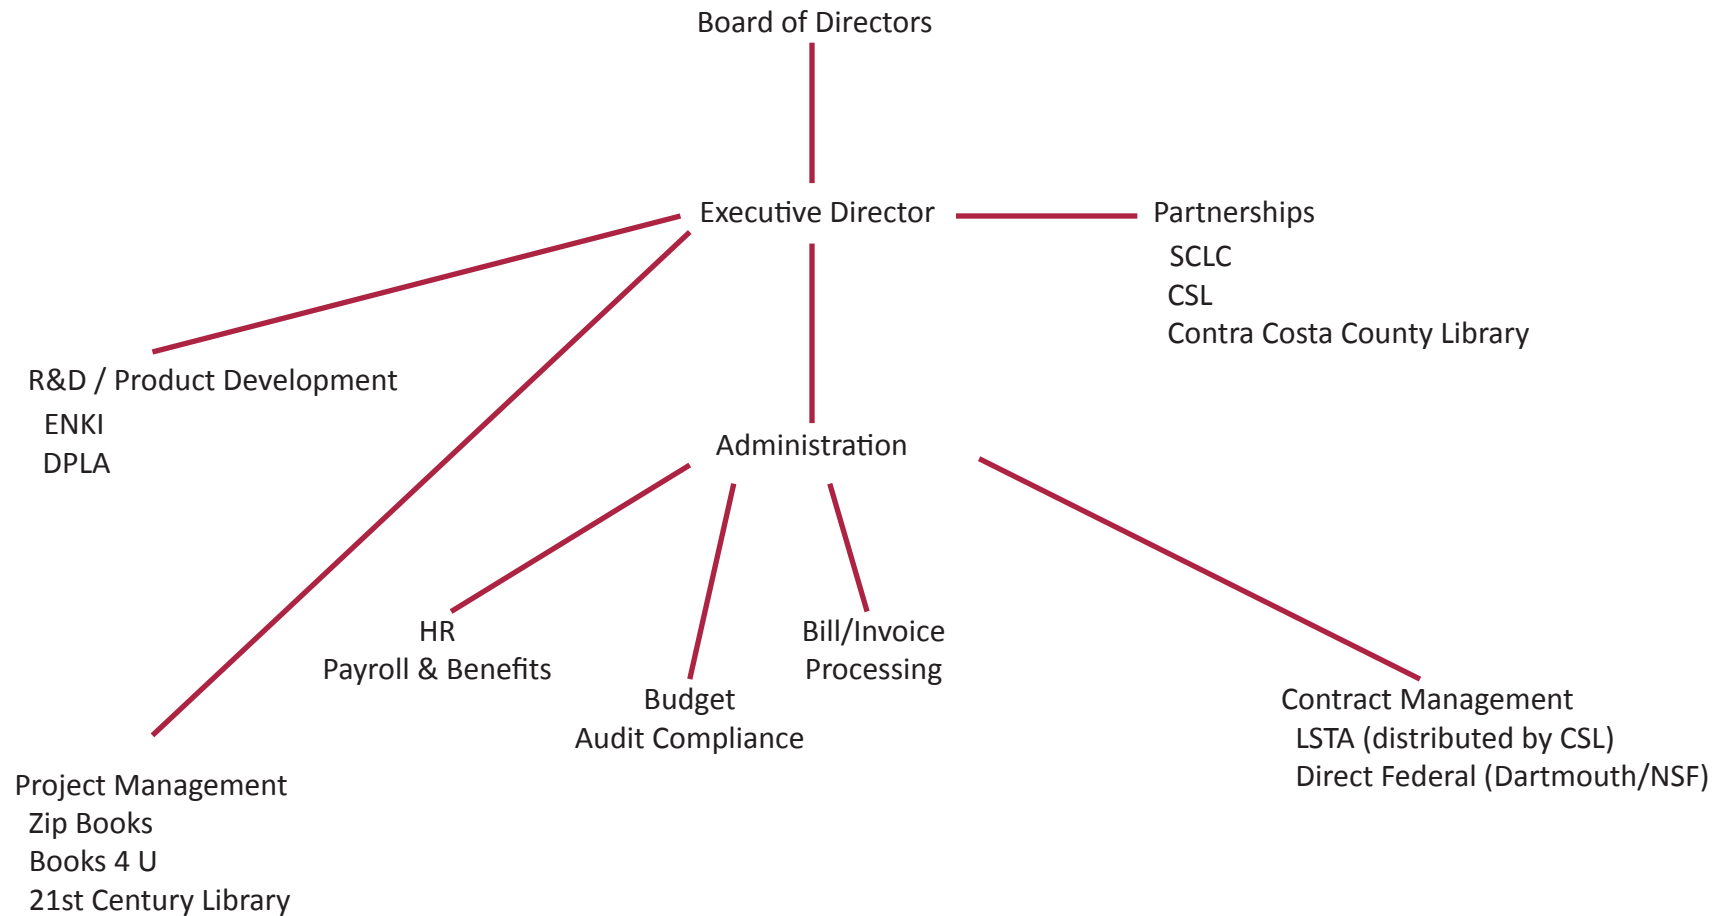 Board of Directors
Executive Director
Partnerships
SCLC
CSL
Contra Costa County Library
R&D / Product Development
ENKI
DPLA
Administration
HR
Payroll & Benefits
Bill/Invoice
Processing
Budget
Audit Compliance
Contract Management
LSTA (distributed by CSL)
Direct Federal (Dartmouth/NSF)
Project Management
Zip Books
Books 4 U
21st Century Library